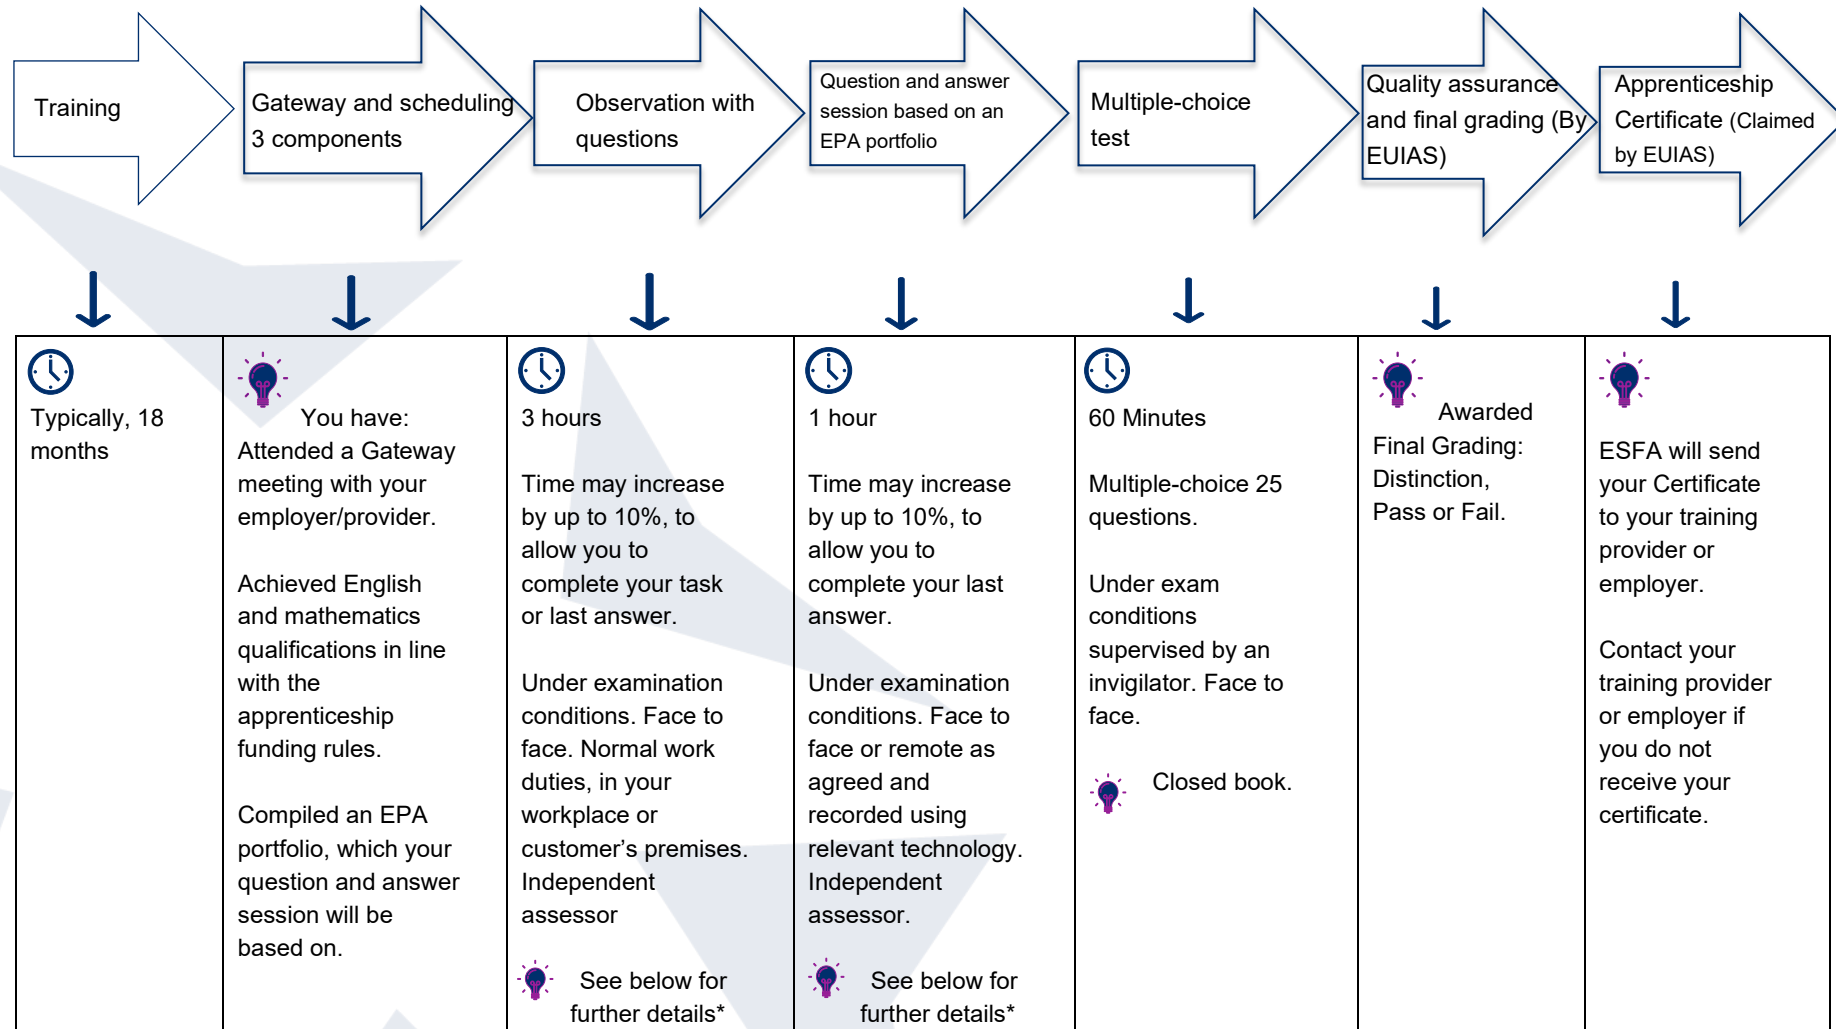 Training
Gateway and scheduling
3 components
Observation with
questions
Question and answer
session based on an
EPA portfolio
Multiple-choice
test
Quality assurance
and final grading (By
EUIAS)
Apprenticeship
Certificate (Claimed
by EUIAS)
Typically, 18
months
You have:
Attended a Gateway
meeting with your
employer/provider.
Achieved English
and mathematics
qualifications in line
with the
apprenticeship
funding rules.
Compiled an EPA
portfolio, which your
question and answer
session will be
based on.
3 hours
Time may increase
by up to 10%, to
allow you to
complete your task
or last answer.
Under examination
conditions. Face to
face. Normal work
duties, in your
workplace or
customer’s premises.
Independent
assessor
See below for
further details*
1 hour
Time may increase
by up to 10%, to
allow you to
complete your last
answer.
Under examination
conditions. Face to
face or remote as
agreed and
recorded using
relevant technology.
Independent
assessor.
See below for
further details*
60 Minutes
Multiple-choice 25
questions.
Under exam
conditions
supervised by an
invigilator. Face to
face.
Closed book.
Awarded
Final Grading:
Distinction,
Pass or Fail.
ESFA will send
your Certificate
to your training
provider or
employer.
Contact your
training provider
or employer if
you do not
receive your
certificate.